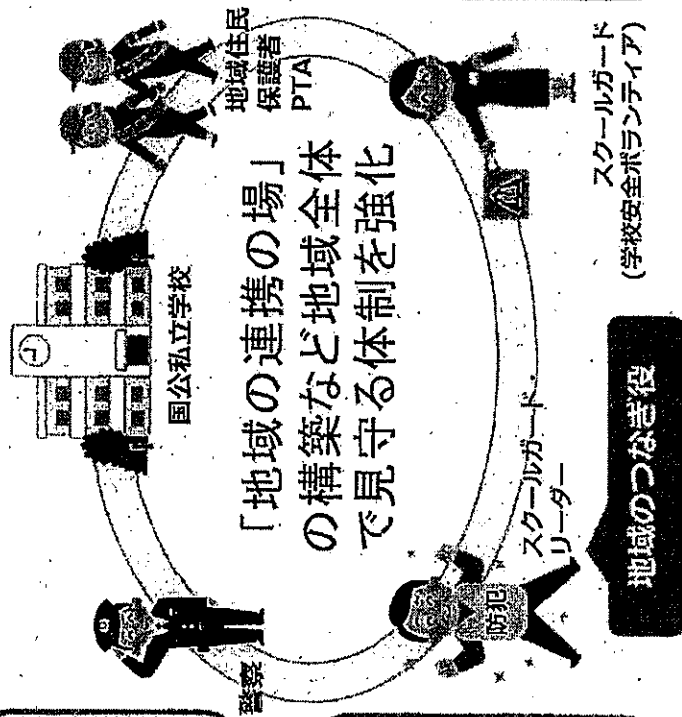 国公私立学校
警察
地域住民
保護者
PTA
「地域の連携の場」
の構築など地域全体
で見守る体制を強化
防犯
スクールガード
リーダー
地域のつなぎ役
スクールガード
(学校安全ボランティア)